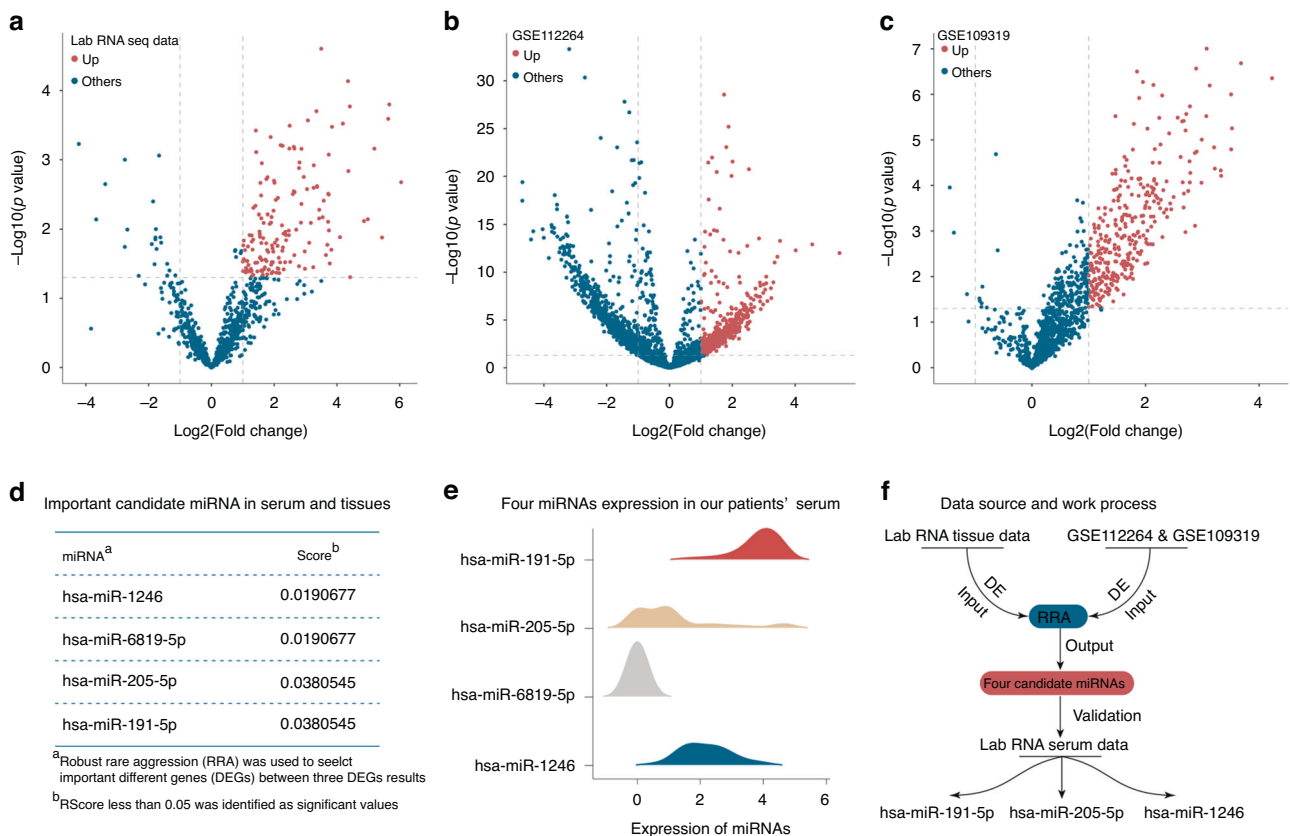 a
Lab RNA seq data
Up
Others
–Log10(p value)
4
3
2
1
0
–4
–2
0
2
4
6
Log2(Fold change)
b
GSE112264
Up
Others
–Log10(p value)
30
25
20
15
10
5
0
–4
–2
0
2
4
Log2(Fold change)
c
GSE109319
Up
Others
–Log10(p value)
7
6
5
4
3
2
1
0
0
2
4
Log2(Fold change)
d
Important candidate miRNA in serum and tissues
miRNAa Scoreb
hsa-miR-1246 0.0190677
hsa-miR-6819-5p 0.0190677
hsa-miR-205-5p 0.0380545
hsa-miR-191-5p 0.0380545
aRobust rare aggression (RRA) was used to seelct
important different genes (DEGs) between three DEGs results
bRScore less than 0.05 was identified as significant values
e
Four miRNAs expression in our patients' serum
hsa-miR-191-5p
hsa-miR-205-5p
hsa-miR-6819-5p
hsa-miR-1246
0
2
4
6
Expression of miRNAs
f
Data source and work process
Lab RNA tissue data
GSE112264 & GSE109319
DE
Input
DE
Input
RRA
Output
Four candidate miRNAs
Validation
Lab RNA serum data
hsa-miR-191-5p
hsa-miR-205-5p
hsa-miR-1246